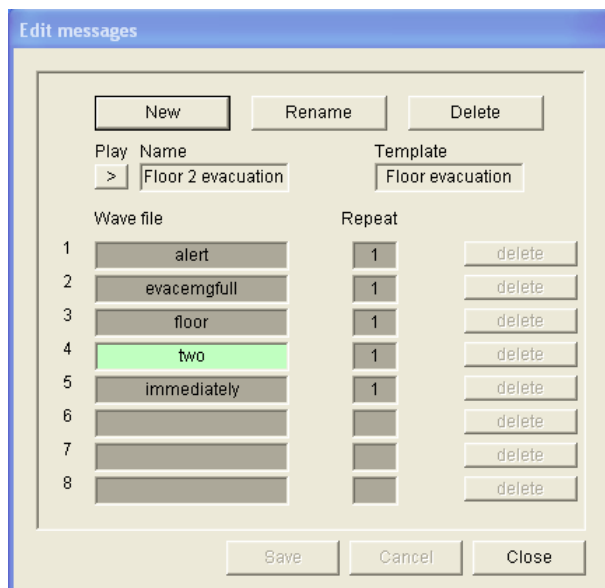 Edit messages
New Rename Delete
Play Name Template
> Floor 2 evacuation Floor evacuation
Wave file Repeat
1 alert 1 delete
2 evacemgfull 1 delete
3 floor 1 delete
4 two 1 delete
5 immediately 1 delete
6 delete
7 delete
8 delete
Save Cancel Close